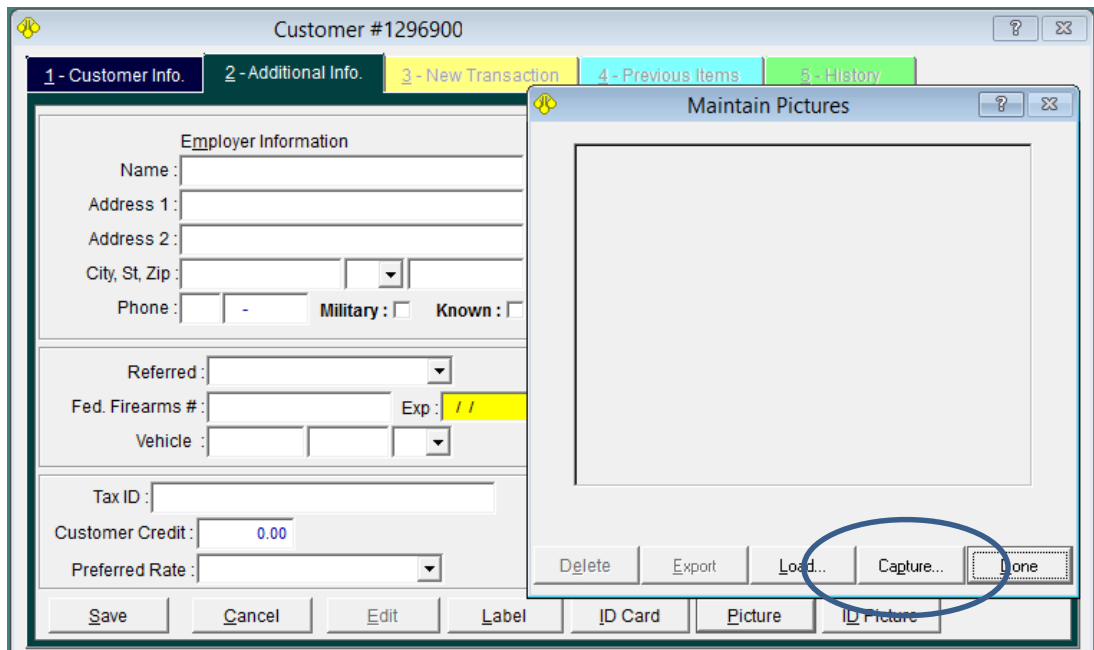 Customer #1296900
1 - Customer Info.
2 - Additional Info.
3 - New Transaction
4 - Previous Items
5 - History
Employer Information
Name :
Address 1 :
Address 2 :
City, St, Zip :
Phone : - Military : Known :
Referred :
Fed. Firearms # : Exp : / /
Vehicle :
Tax ID :
Customer Credit : 0.00
Preferred Rate :
Save Cancel Edit Label ID Card Picture ID Picture
Maintain Pictures
Delete Export Load... Capture... Done